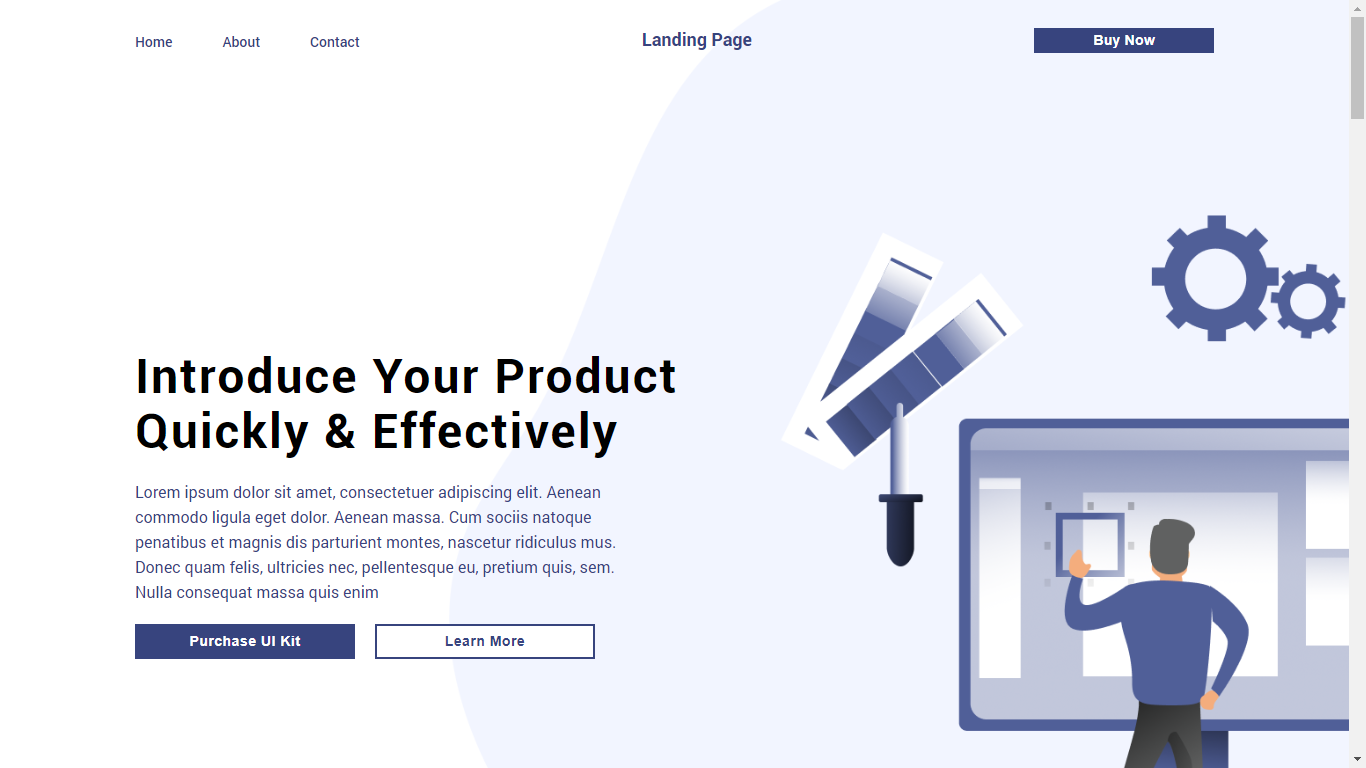 Home
About
Contact
Landing Page
Buy Now
Introduce Your Product
Quickly & Effectively
Lorem ipsum dolor sit amet, consectetuer adipiscing elit. Aenean
commodo ligula eget dolor. Aenean massa. Cum sociis natoque
penatibus et magnis dis parturient montes, nascetur ridiculus mus.
Donec quam felis, ultricies nec, pellentesque eu, pretium quis, sem.
Nulla consequat massa quis enim
Purchase UI Kit
Learn More